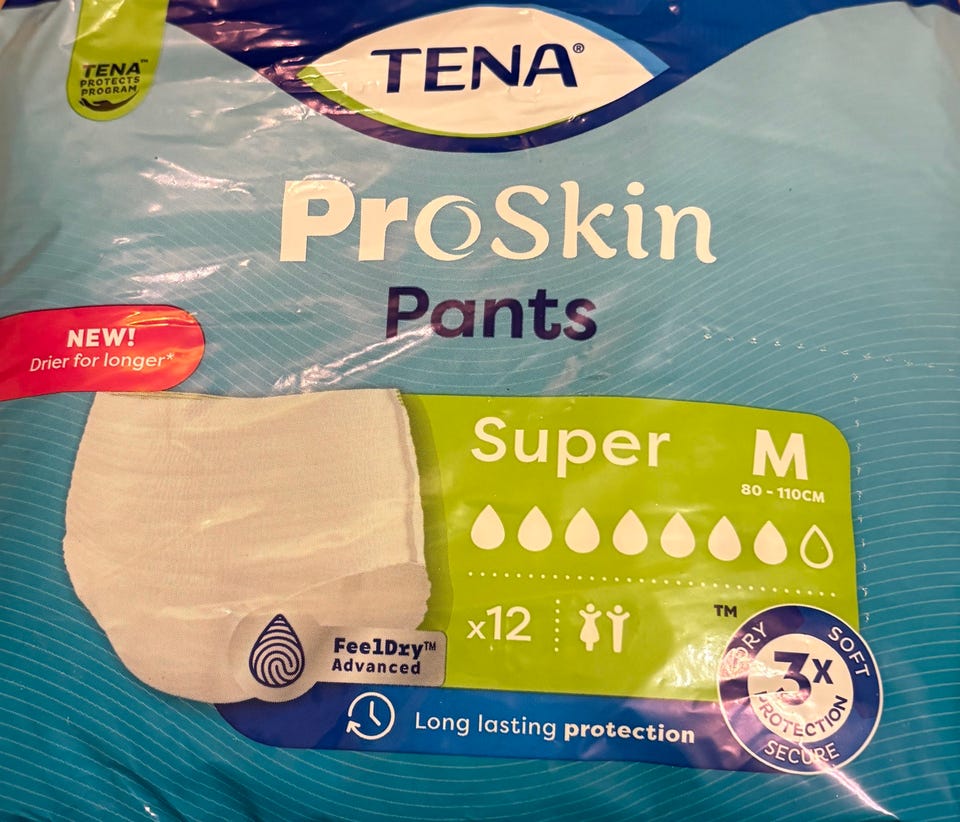 TENA®
TENA™
PROTECTS
PROGRAM
ProSkin
Pants
NEW!
Drier for longer*
Super
M
80 - 110CM
x12
™
FeelDry™
Advanced
DRY
SOFT
3x
PROTECTION
SECURE
Long lasting protection